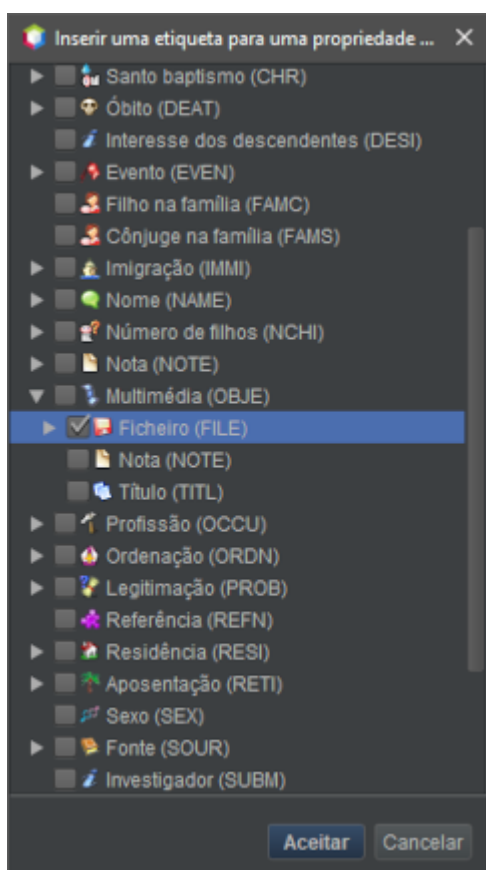 Inserir uma etiqueta para uma propriedade ...
Santo baptismo (CHR)
Óbito (DEAT)
Interesse dos descendentes (DESI)
Evento (EVEN)
Filho na família (FAMC)
Cônjuge na família (FAMS)
Imigração (IMMI)
Nome (NAME)
Número de filhos (NCHI)
Nota (NOTE)
Multimédia (OBJE)
Ficheiro (FILE)
Nota (NOTE)
Título (TITL)
Profissão (OCCU)
Ordenação (ORDN)
Legitimação (PROB)
Referência (REFN)
Residência (RESI)
Aposentação (RETI)
Sexo (SEX)
Fonte (SOUR)
Investigador (SUBM)
Aceitar Cancelar